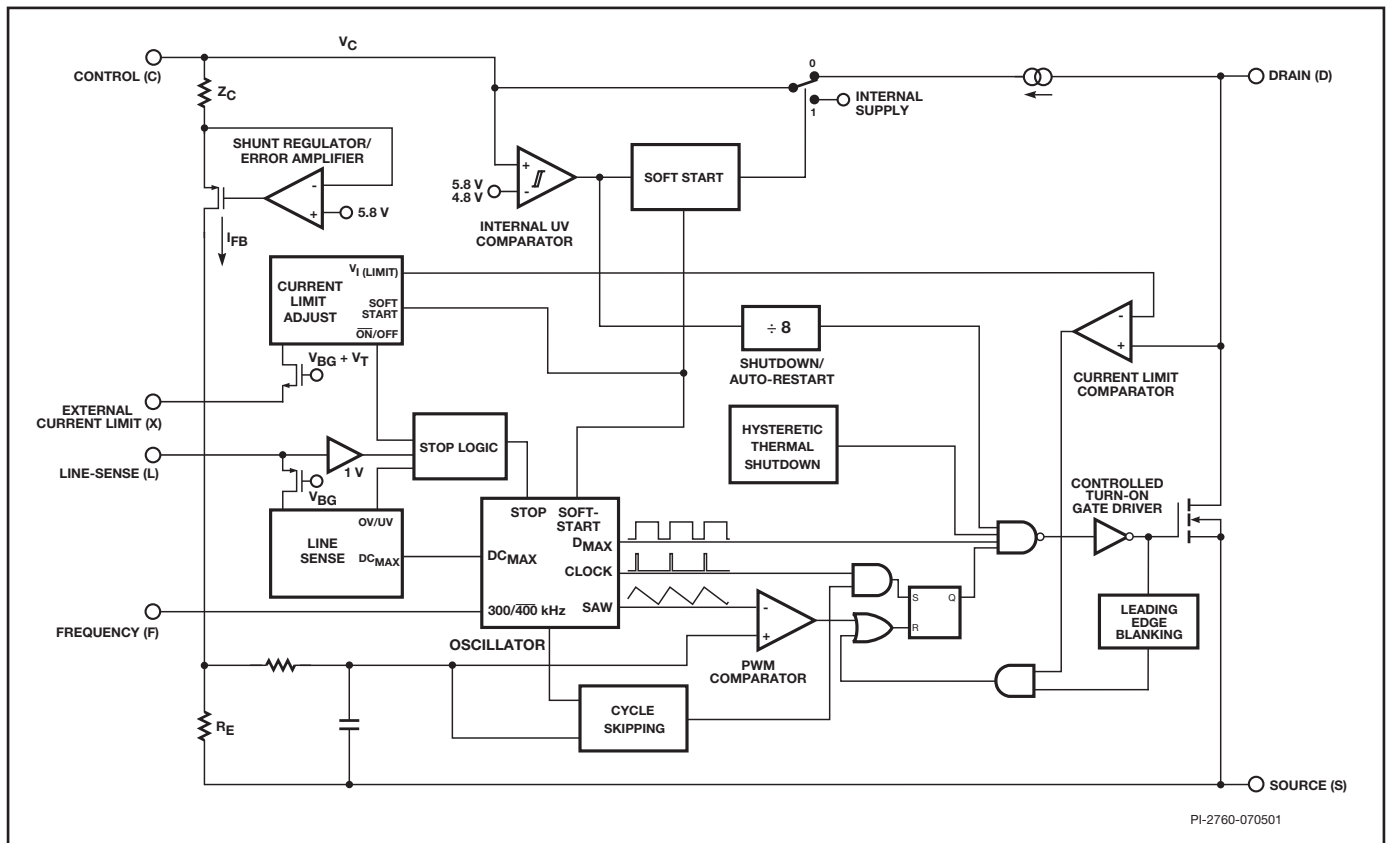 VC
0
CONTROL (C)
DRAIN (D)
ZC
INTERNAL
SUPPLY
1
SHUNT REGULATOR/
ERROR AMPLIFIER
-
+
5.8 V
+
-
5.8 V
4.8 V
SOFT START
INTERNAL UV
COMPARATOR
IFB
VI (LIMIT)
CURRENT
LIMIT
ADJUST
SOFT
START
ON/OFF
÷ 8
SHUTDOWN/
AUTO-RESTART
-
+
CURRENT LIMIT
COMPARATOR
VBG + VT
EXTERNAL
CURRENT LIMIT (X)
HYSTERETIC
THERMAL
SHUTDOWN
STOP LOGIC
LINE-SENSE (L)
1 V
VBG
CONTROLLED
TURN-ON
GATE DRIVER
OV/UV
LINE
SENSE
DCMAX
STOP
SOFT-
START
DMAX
DCMAX
CLOCK
SAW
300/400 kHz
OSCILLATOR
FREQUENCY (F)
-
+
PWM
COMPARATOR
S
Q
R
LEADING
EDGE
BLANKING
CYCLE
SKIPPING
RE
SOURCE (S)
PI-2760-070501